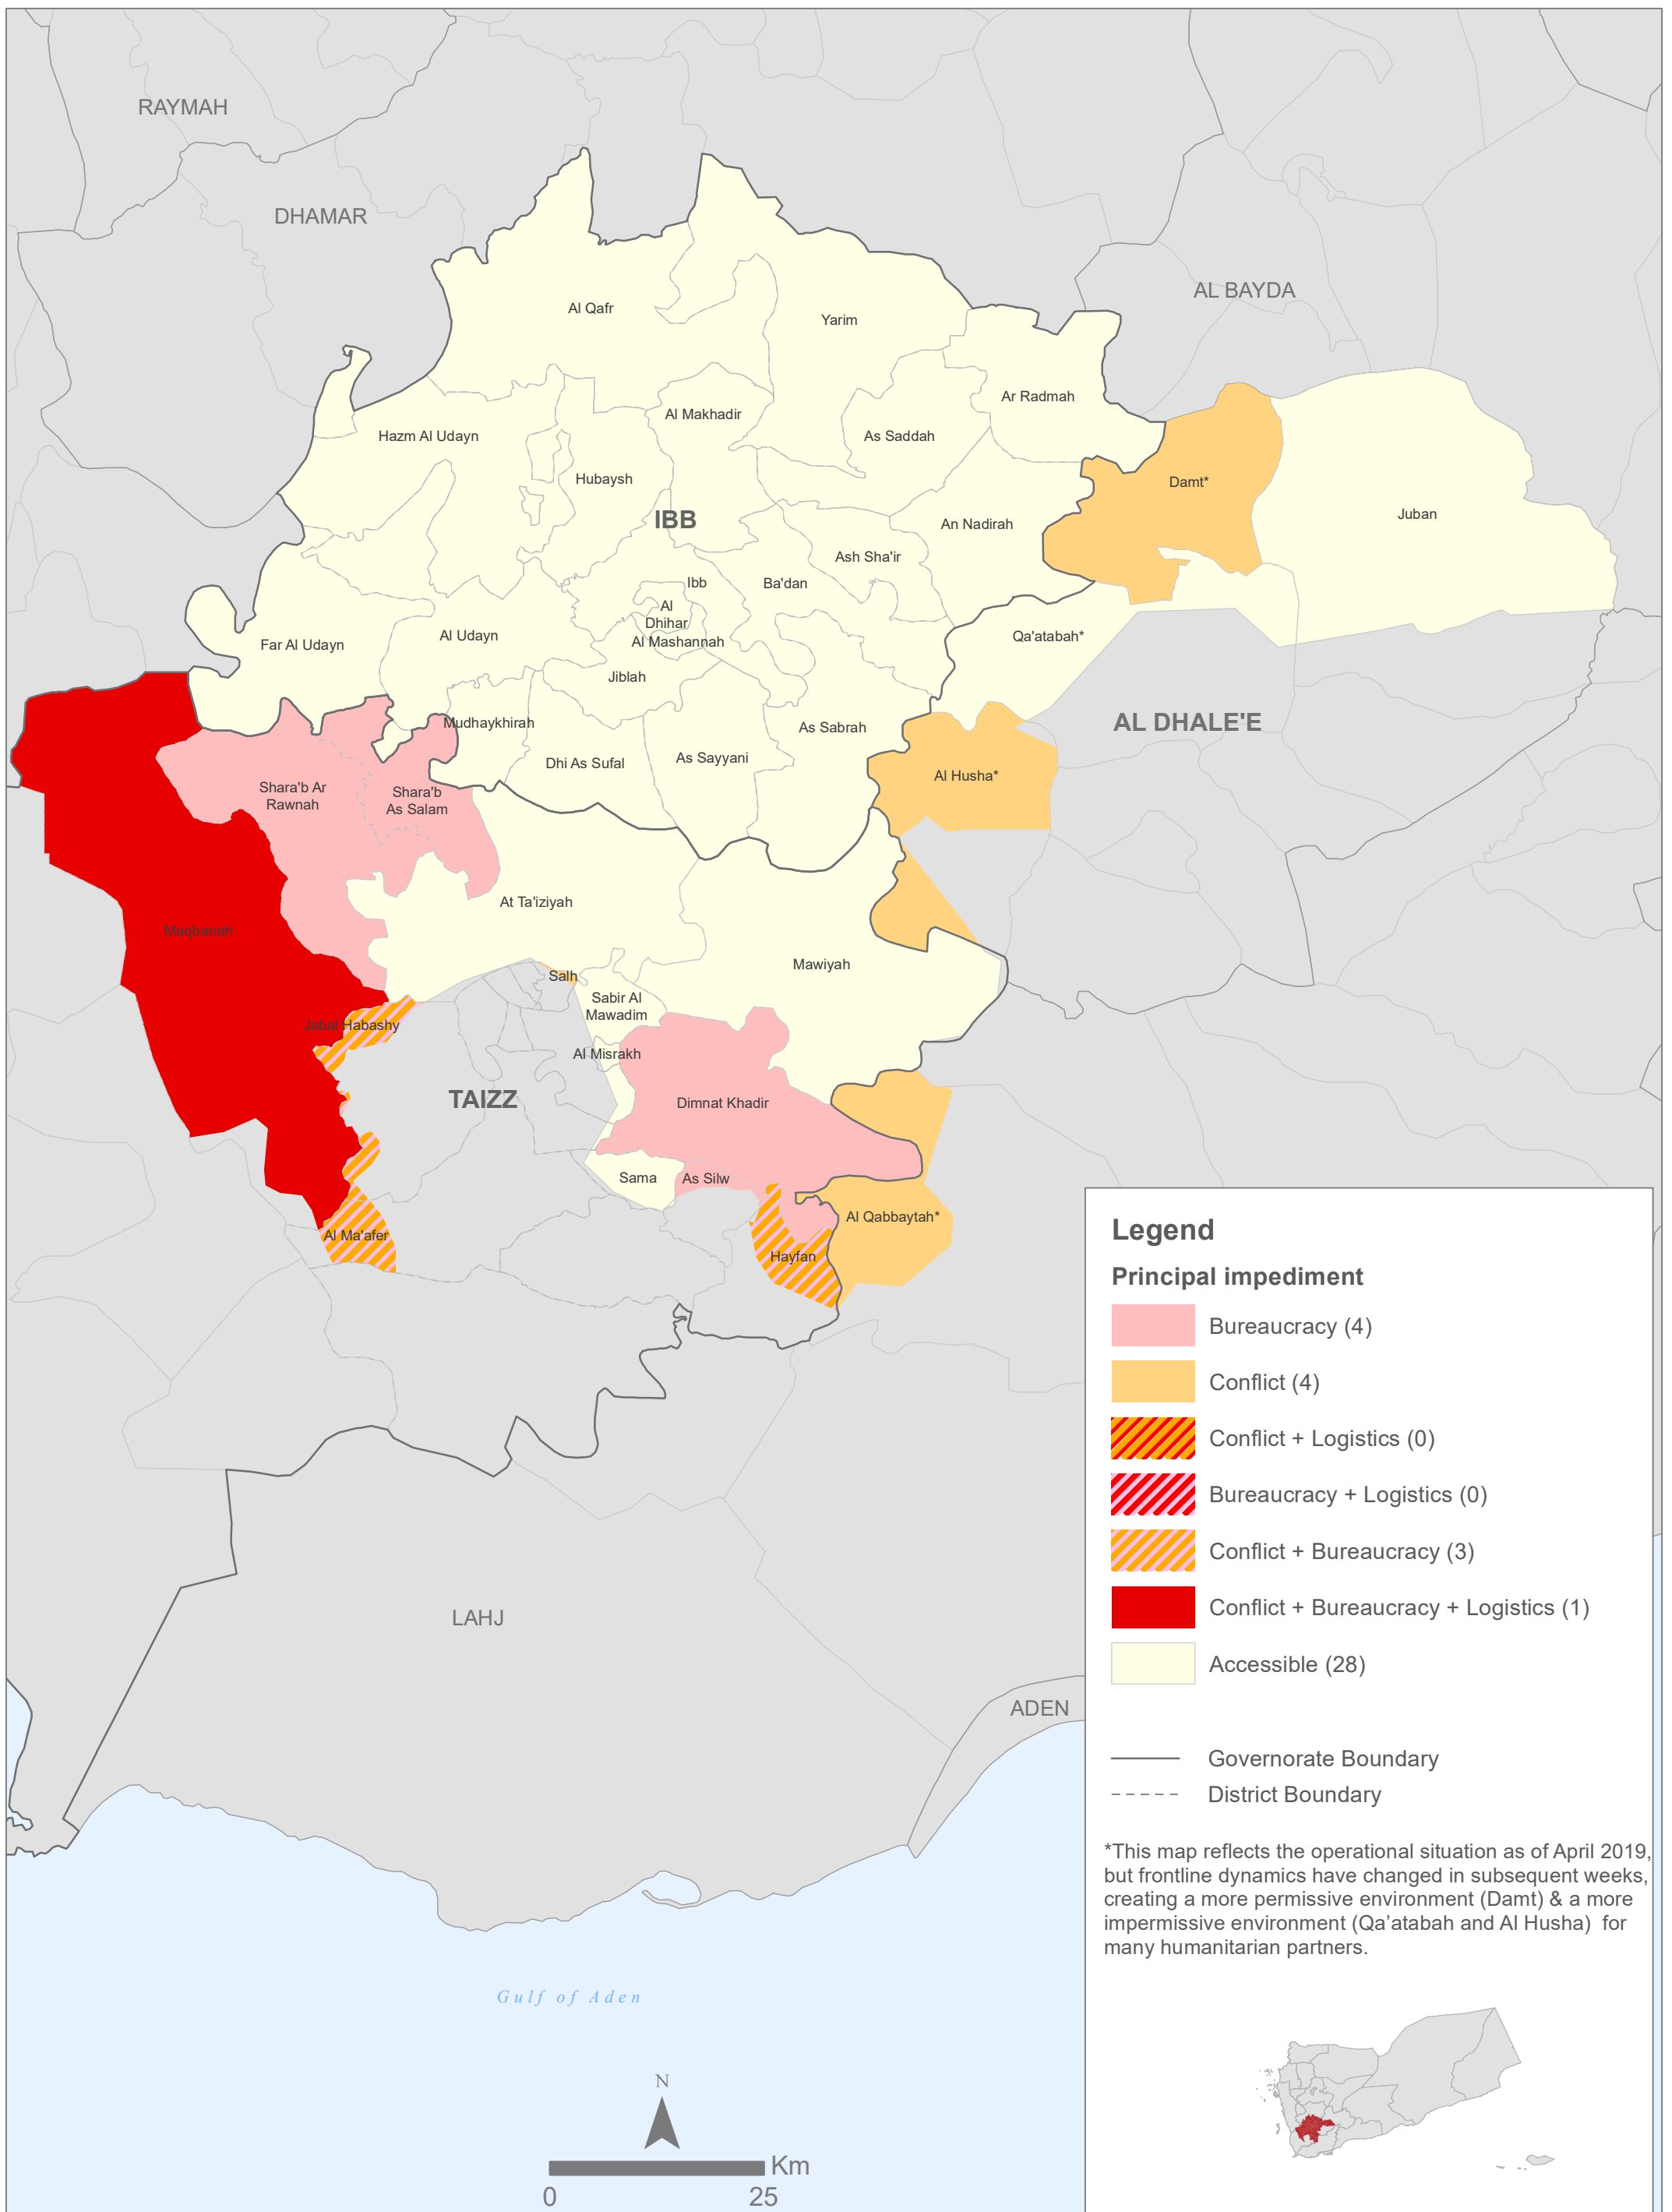 RAYMAH
DHAMAR
AL BAYDA
Al Qafr
Yarim
Ar Radmah
Al Makhadir
Hazm Al Udayn
As Saddah
Hubaysh
Damt*
Juban
IBB
An Nadirah
Ash Sha'ir
Ibb
Ba'dan
Al
Dhihar
Al Mashannah
Far Al Udayn
Al Udayn
Qa'atabah*
Jiblah
Mudhaykhirah
As Sabrah
AL DHALE'E
Dhi As Sufal
As Sayyani
Al Husha*
Shara'b Ar
Rawnah
Shara'b
As Salam
At Ta'iziyah
Maqbanah
Mawiyah
Salh
Sabir Al
Mawadim
Jabal Habashy
Al Misrakh
TAIZZ
Dimnat Khadir
Sama
As Silw
Al Qabbaytah*
Al Ma'afer
Hayfan
LAHJ
ADEN
Gulf of Aden
N
Km
0 25
Legend
Principal impediment
Bureaucracy (4)
Conflict (4)
Conflict + Logistics (0)
Bureaucracy + Logistics (0)
Conflict + Bureaucracy (3)
Conflict + Bureaucracy + Logistics (1)
Accessible (28)
Governorate Boundary
District Boundary
*This map reflects the operational situation as of April 2019,
but frontline dynamics have changed in subsequent weeks,
creating a more permissive environment (Damt) & a more
impermissive environment (Qa’atabah and Al Husha) for
many humanitarian partners.